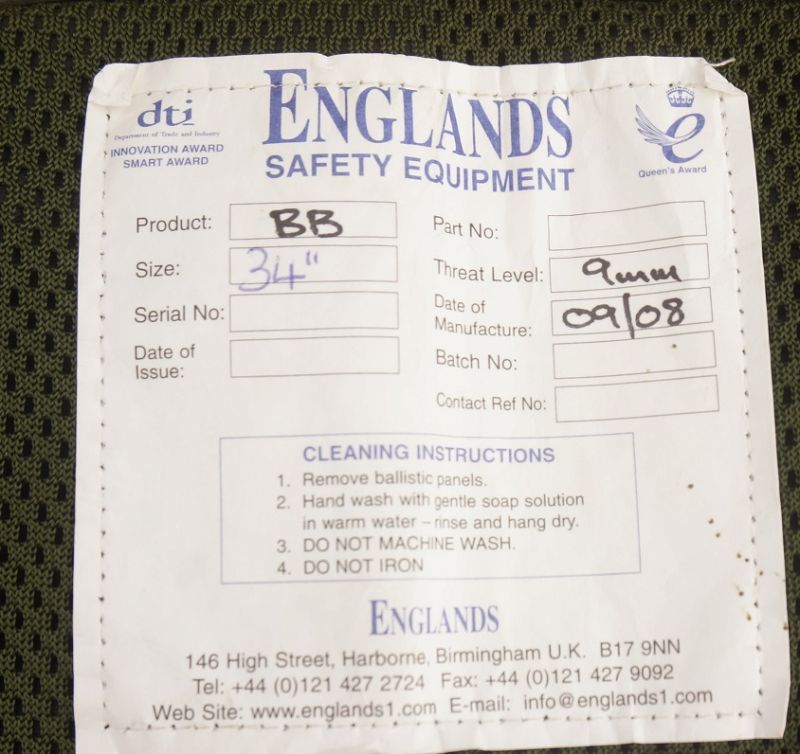 dti
Department of Trade and Industry
INNOVATION AWARD
SMART AWARD
ENGLANDS
SAFETY EQUIPMENT
e
Queen's Award
Product: BB
Size: 34"
Serial No:
Date of
Issue:
Part No:
Threat Level: 9mm
Date of
Manufacture: 09/08
Batch No:
Contact Ref No:
CLEANING INSTRUCTIONS
1. Remove ballistic panels.
2. Hand wash with gentle soap solution
in warm water – rinse and hang dry.
3. DO NOT MACHINE WASH.
4. DO NOT IRON
ENGLANDS
146 High Street, Harborne, Birmingham U.K. B17 9NN
Tel: +44 (0)121 427 2724 Fax: +44 (0)121 427 9092
Web Site: www.englands1.com E-mail: info@englands1.com